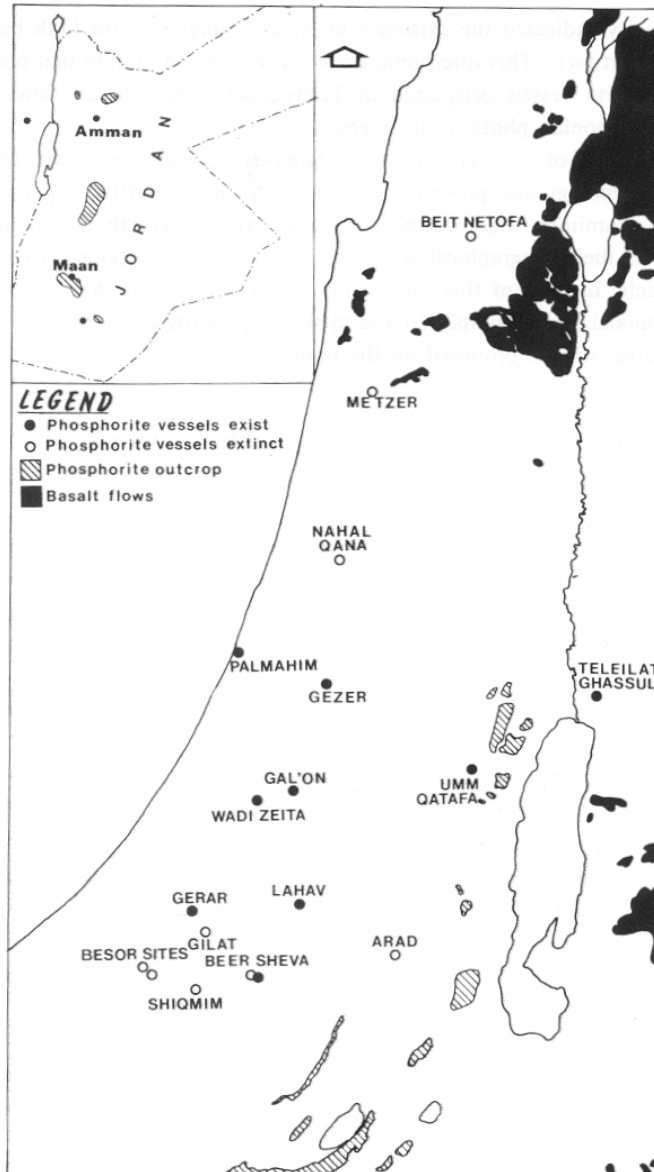 Amman
JORDAN
Maan
LEGEND
Phosphorite vessels exist
Phosphorite vessels extinct
Phosphorite outcrop
Basalt flows
BEIT NETOFA
METZER
NAHAL
QANA
PALMAHIM
GEZER
TELEILAT
GHASSUL
GAL'ON
WADI ZEITA
UMM
QATAFA
GERAR
LAHAV
GILAT
BESOR SITES
BEER SHEVA
ARAD
SHIQMIM